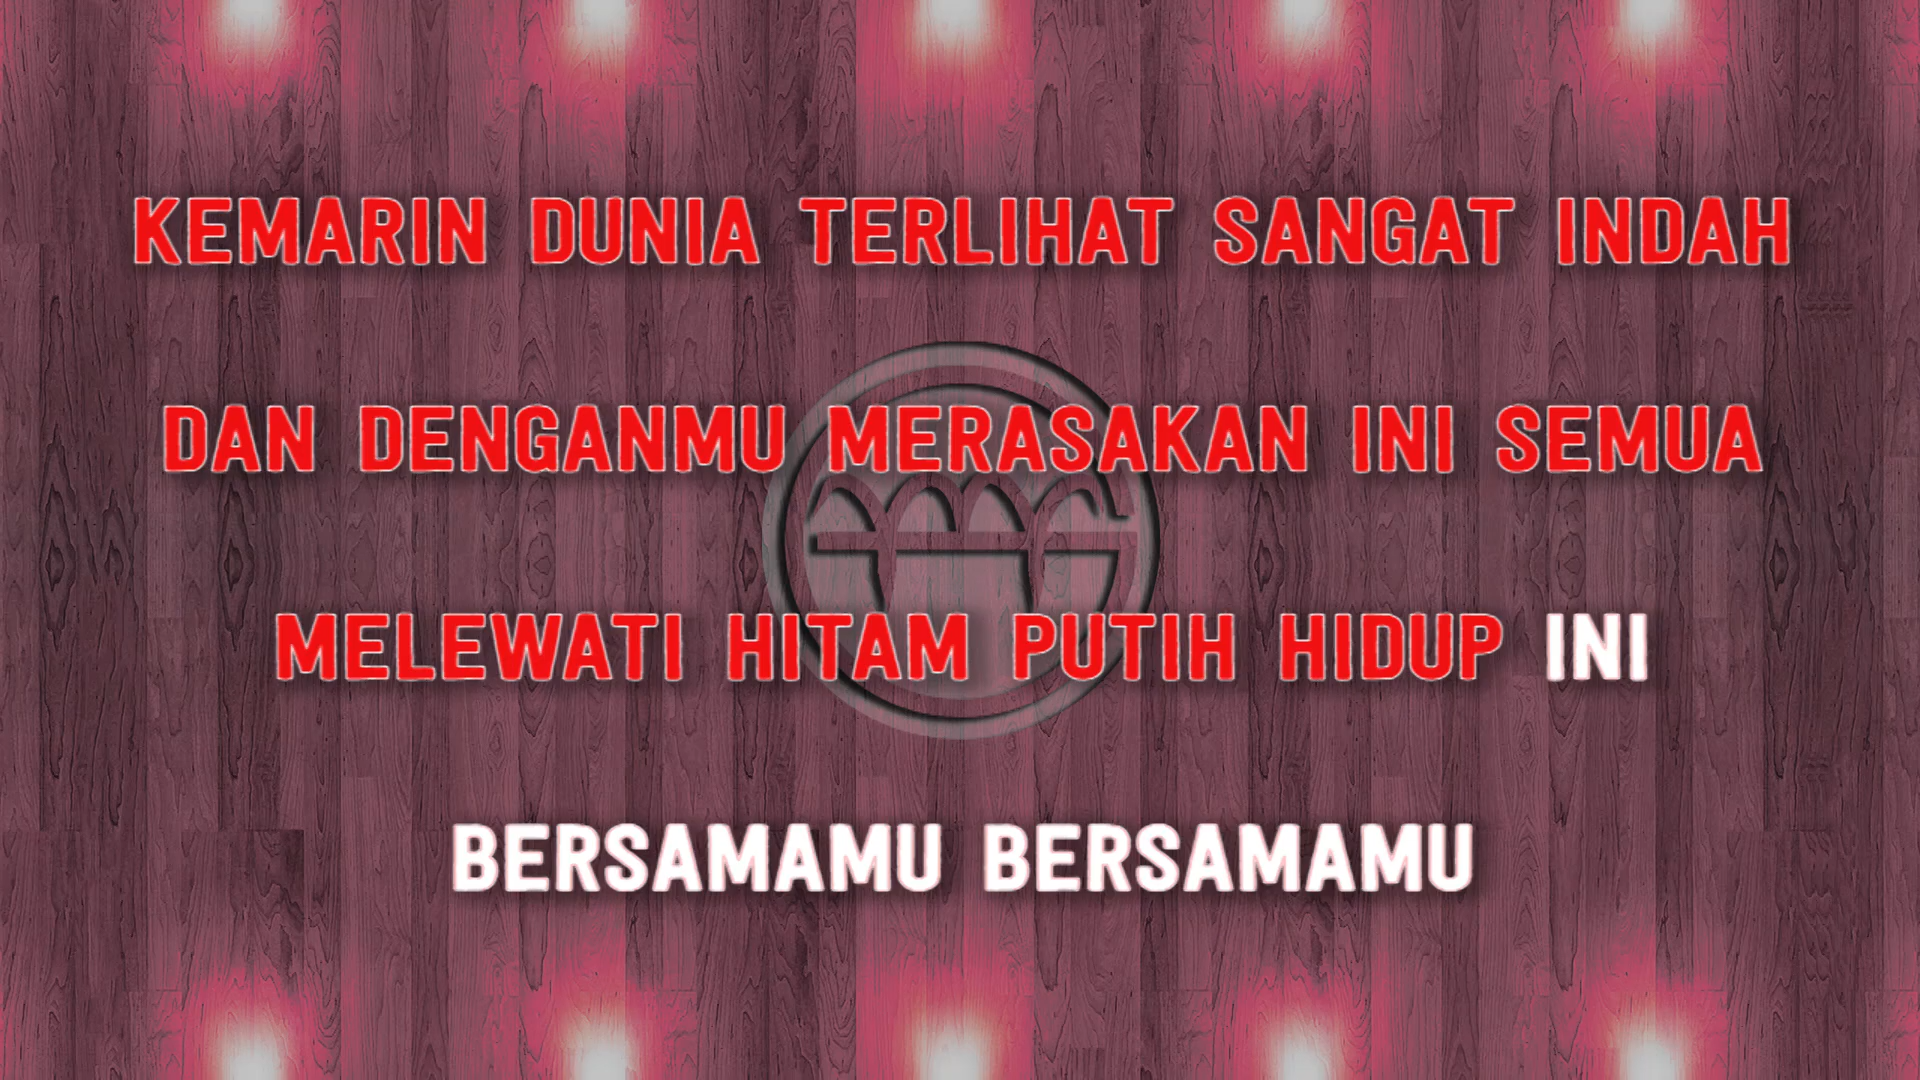 KEMARIN DUNIA TERLIHAT SANGAT INDAH
DAN DENGANMU MERASAKAN INI SEMUA
MELEWATI HITAM PUTIH HIDUP INI
BERSAMAMU BERSAMAMU